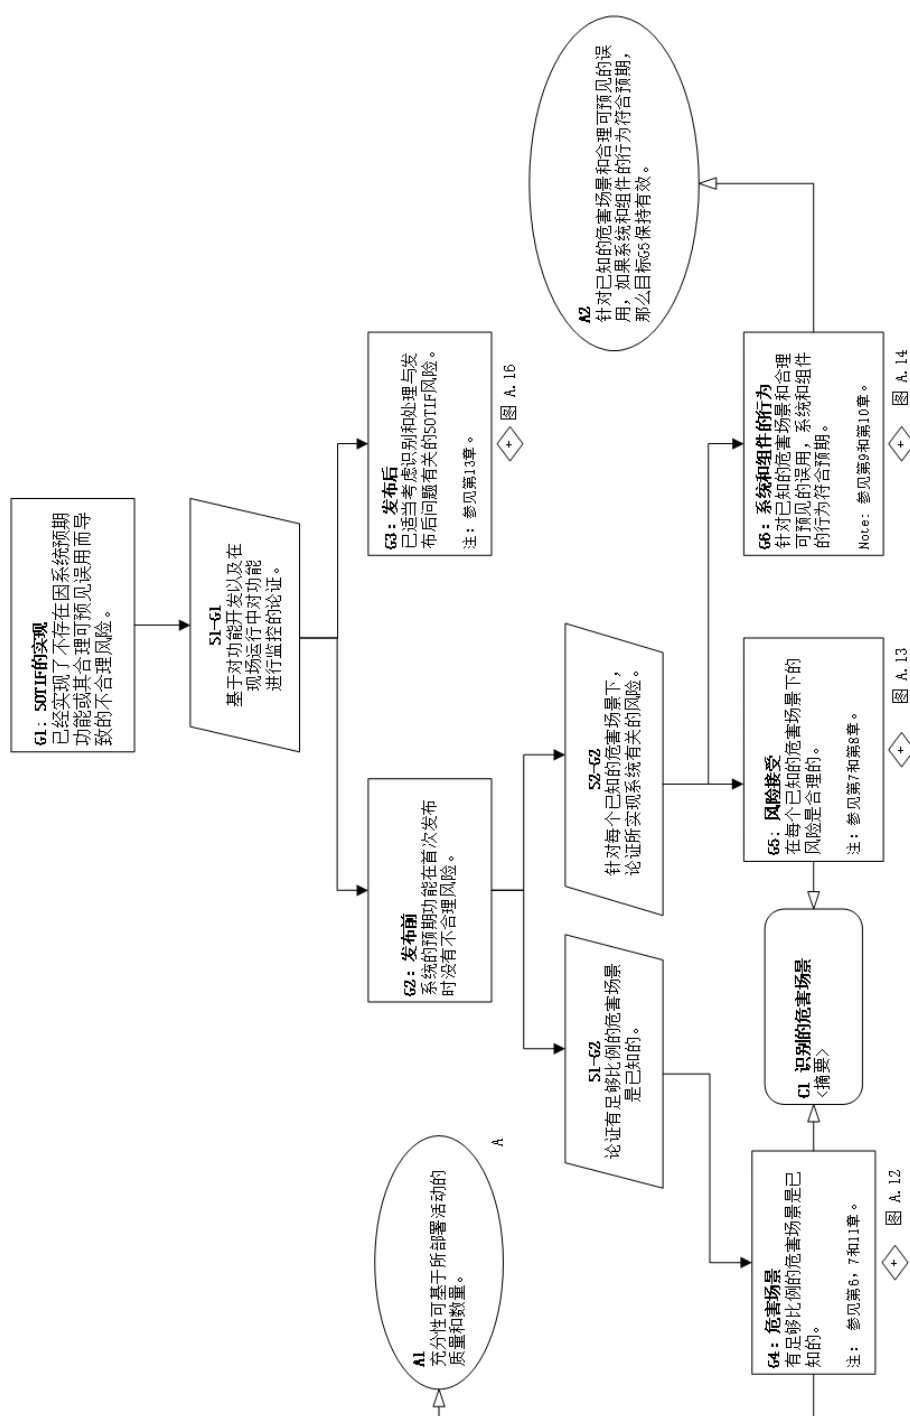 G1: SOTIF的实现
已经实现了不存在因系统预期
功能或其合理可预见误用而导
致的不合理风险。
S1-G1
基于对功能开发以及在
现场运行中对功能
进行监控的论证。
G2: 发布前
系统的预期功能在首次发布
时没有不合理风险。
G3: 发布后
已适当考虑识别和处理与发
布后问题有关的SOTIF风险。
注: 参见第13章。
+
图 A.16
A1
充分性可基于所部署活动的
质量和数量。
A
S1-G2
论证有足够比例的危害场景
是已知的。
S2-G2
针对每个已知的危害场景下,
论证所实现系统有关的风险。
A2
针对已知的危害场景和合理可预见的误
用, 如果系统和组件的行为符合预期,
那么目标G5保持有效。
G4: 危害场景
有足够比例的危害场景是已
知的。
注: 参见第6, 7和11章。
+
图 A.12
C1 识别的危害场景
<摘要>
G5: 风险接受
在每个已知的危害场景下的
风险是合理的。
注: 参见第7和第8章。
+
图 A.13
G6: 系统和组件的行为
针对已知的危害场景和合理
可预见的误用, 系统和组件
的行为符合预期。
Note: 参见第9和第10章。
+
图 A.14